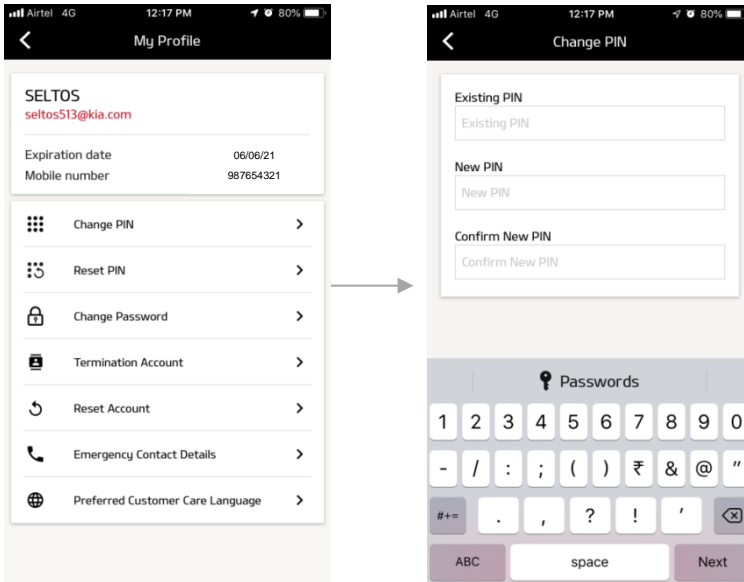 Airtel 4G 12:17 PM 80%
My Profile
SELTOS
seltos513@kia.com
Expiration date 06/06/21
Mobile number 987654321
Change PIN
Reset PIN
Change Password
Termination Account
Reset Account
Emergency Contact Details
Preferred Customer Care Language
Airtel 4G 12:17 PM 80%
Change PIN
Existing PIN
Existing PIN
New PIN
New PIN
Confirm New PIN
Confirm New PIN
Passwords
1 2 3 4 5 6 7 8 9 0
- / : ; ( ) ₹ & @ "
#+= . , ? ! '
ABC space Next